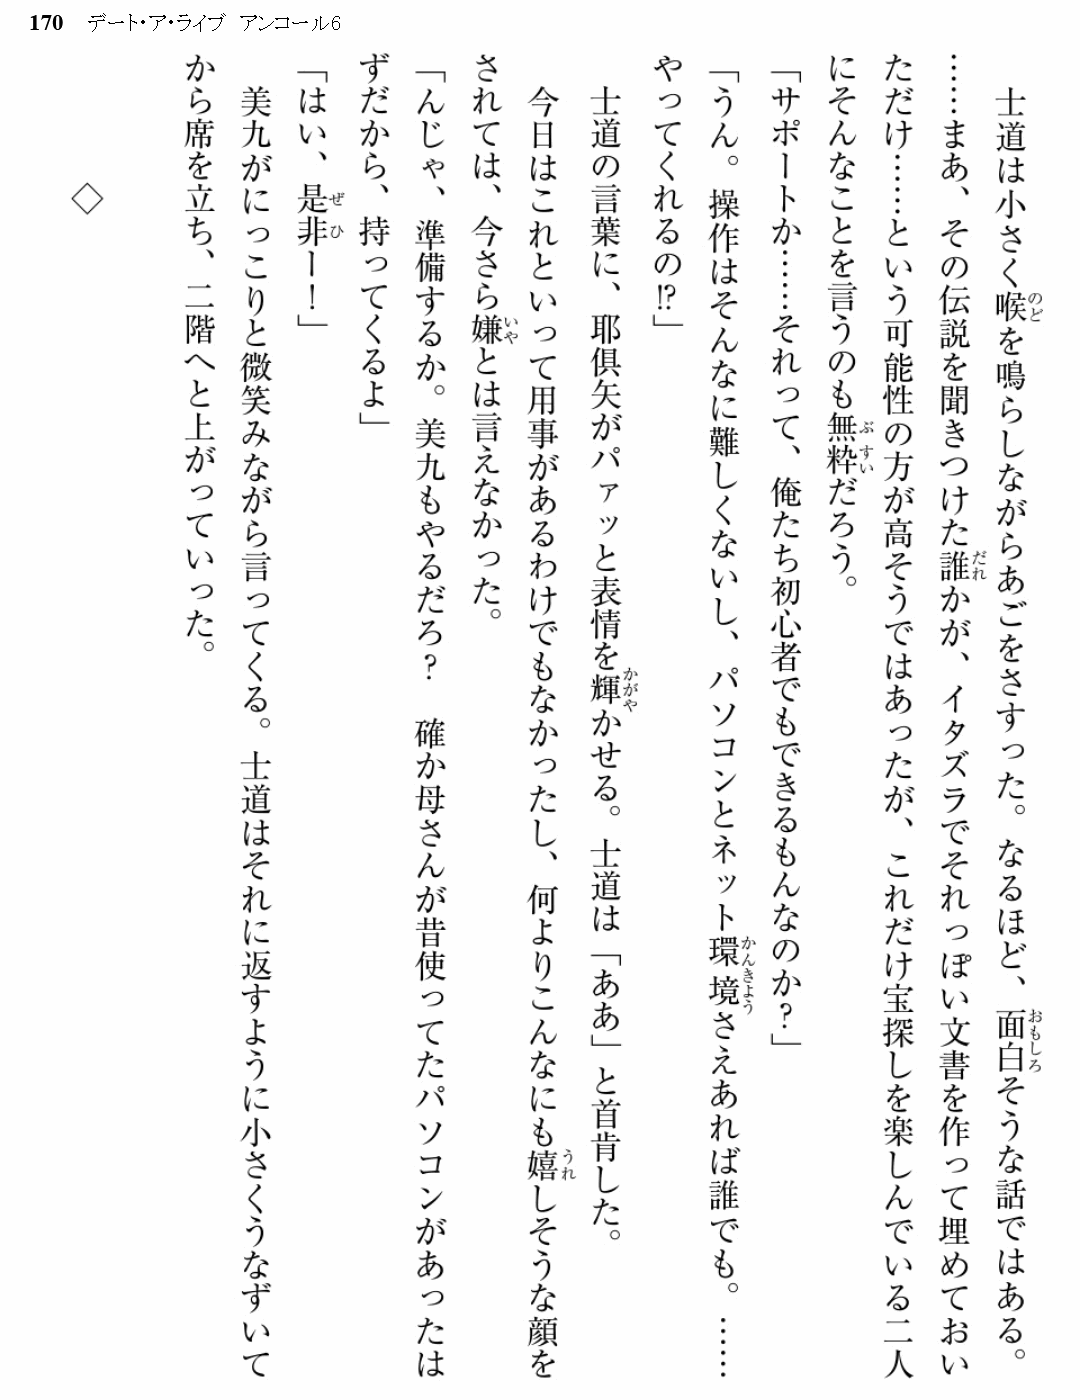 170 デート・ア・ライブ アンコール6
士道は小さく喉を鳴らしながらあごをさすった。なるほど、面白そうな話ではある。
……まあ、その伝説を聞きつけた誰かが、イタズラでそれっぽい文書を作って埋めておい
ただけ……という可能性の方が高そうではあったが、これだけ宝探しを楽しんでいる二人
にそんなことを言うのも無粋だろう。
「サポートか……それって、俺たち初心者でもできるもんなのか?」
「うん。操作はそんなに難しくないし、パソコンとネット環境さえあれば誰でも。……
やってくれるの!?」
士道の言葉に、耶倶矢がパァッと表情を輝かせる。士道は「ああ」と首肯した。
今日はこれといって用事があるわけでもなかったし、何よりこんなにも嬉しそうな顔を
されては、今さら嫌とは言えなかった。
「んじゃ、準備するか。美九もやるだろ? 確か母さんが昔使ってたパソコンがあったは
ずだから、持ってくるよ」
「はい、是非ー!」
美九がにっこりと微笑みながら言ってくる。士道はそれに返すように小さくうなずいて
から席を立ち、二階へと上がっていった。
◇